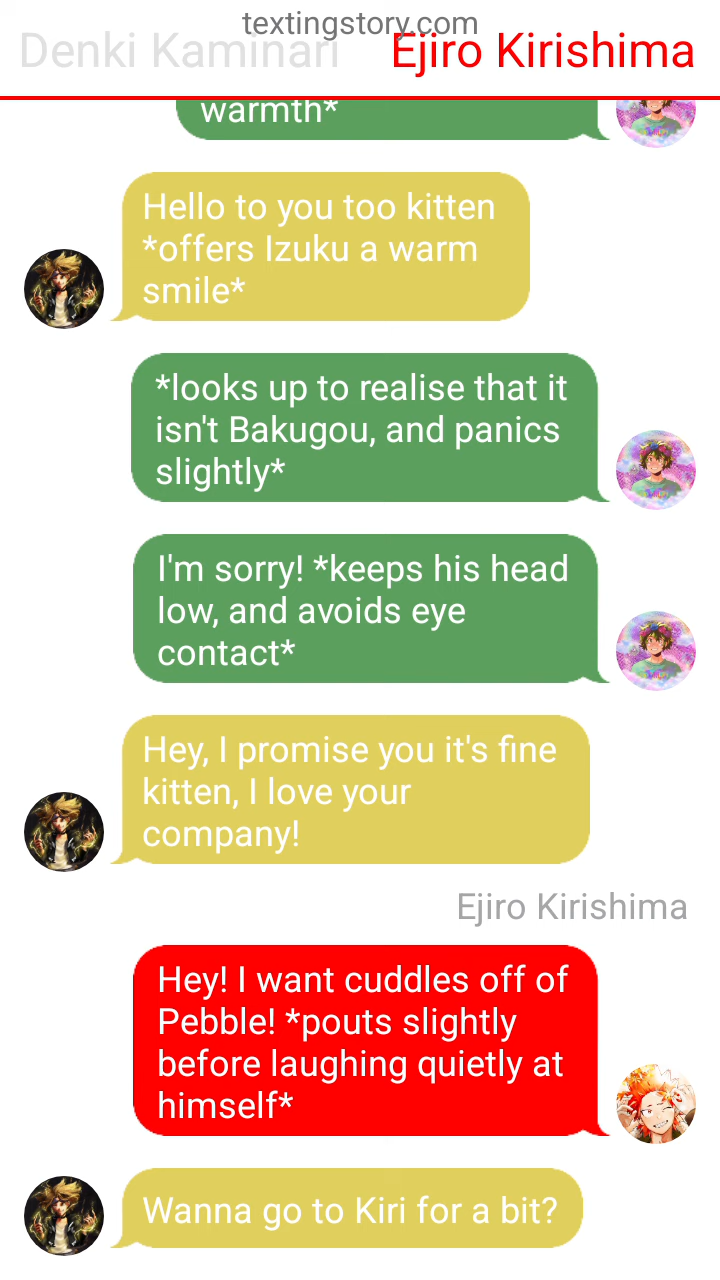 textingstory.com
Denki Kaminari Ejiro Kirishima
warmth*
Hello to you too kitten
*offers Izuku a warm
smile*
*looks up to realise that it
isn't Bakugou, and panics
slightly*
I'm sorry! *keeps his head
low, and avoids eye
contact*
Hey, I promise you it's fine
kitten, I love your
company!
Ejiro Kirishima
Hey! I want cuddles off of
Pebble! *pouts slightly
before laughing quietly at
himself*
Wanna go to Kiri for a bit?